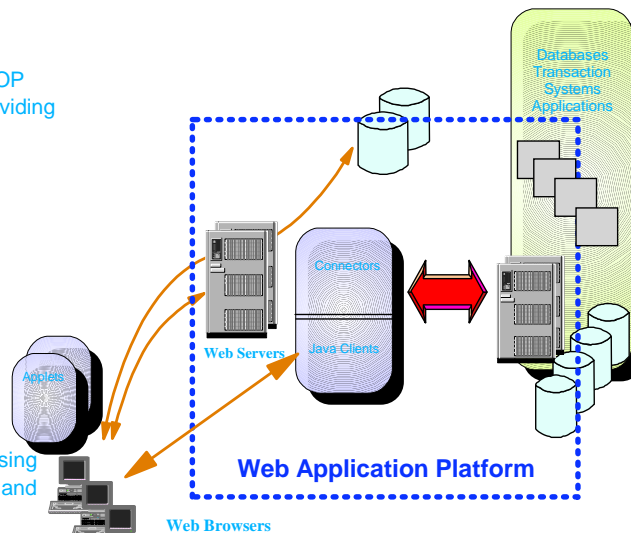 OP
viding
Databases
Transaction
Systems
Applications
Connectors
Web Servers
Java Clients
Applets
sing
and
Web Application Platform
Web Browsers